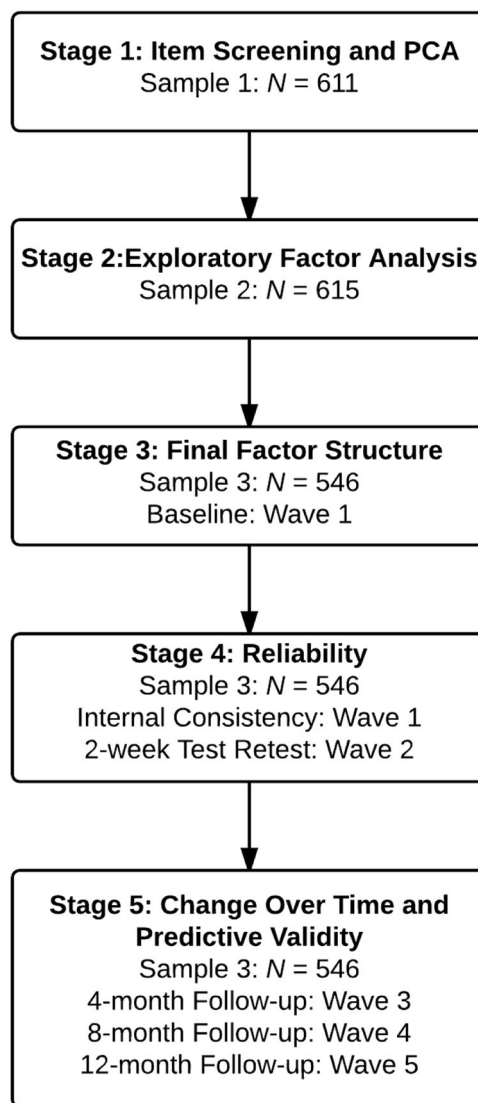 Stage 1: Item Screening and PCA
Sample 1: N = 611
Stage 2:Exploratory Factor Analysis
Sample 2: N = 615
Stage 3: Final Factor Structure
Sample 3: N = 546
Baseline: Wave 1
Stage 4: Reliability
Sample 3: N = 546
Internal Consistency: Wave 1
2-week Test Retest: Wave 2
Stage 5: Change Over Time and
Predictive Validity
Sample 3: N = 546
4-month Follow-up: Wave 3
8-month Follow-up: Wave 4
12-month Follow-up: Wave 5